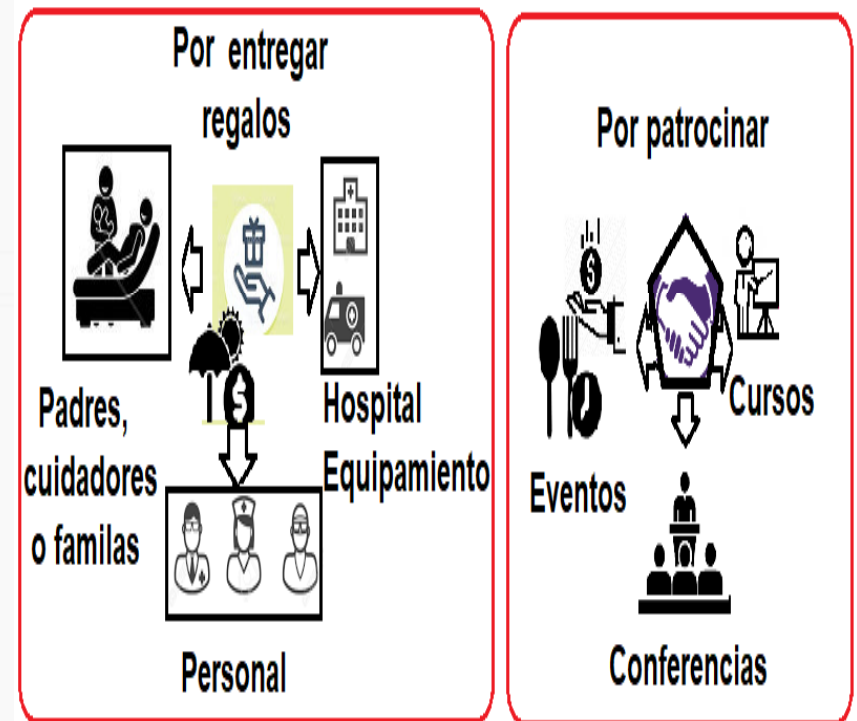 Por entregar
regalos
Padres,
cuidadores
o familas
Hospital
Equipamiento
Personal
Por patrocinar
Eventos
Cursos
Conferencias